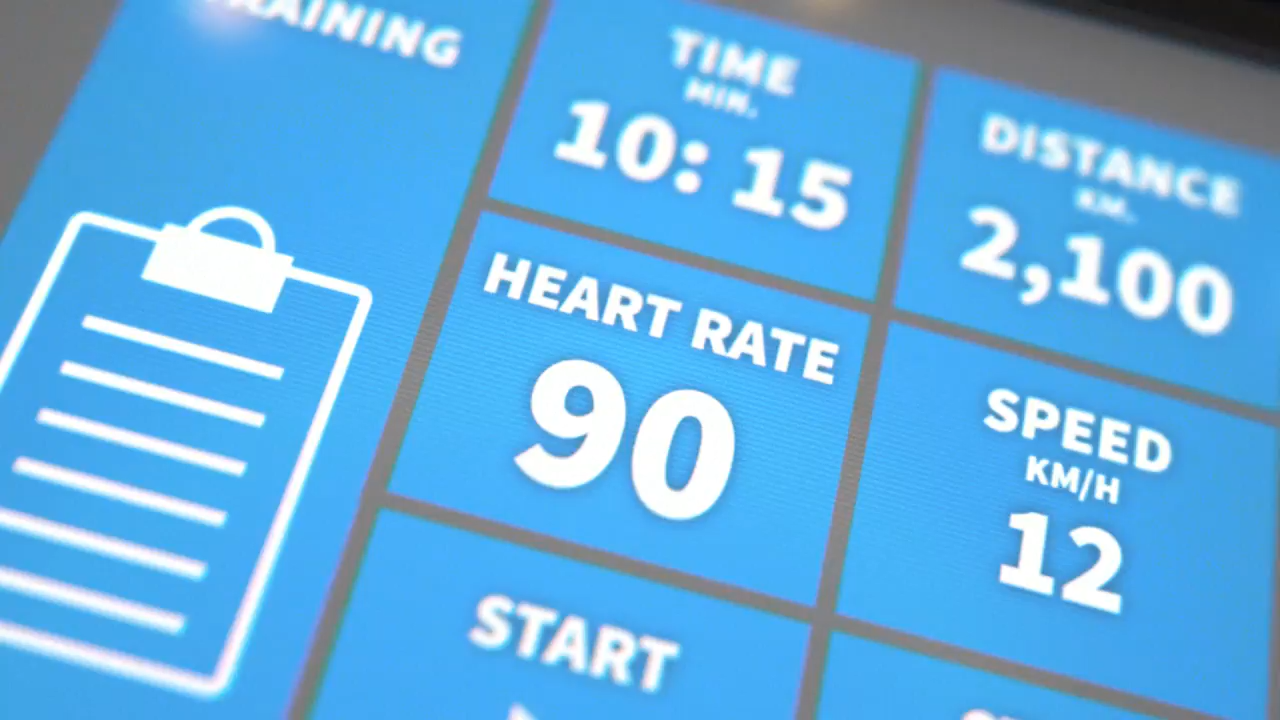 TRAINING
TIME
MIN.
10: 15
DISTANCE
KM.
2,100
HEART RATE
90
SPEED
KM/H
12
START